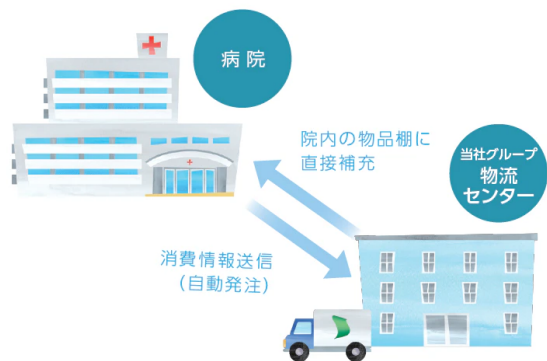 病院
院内の物品棚に
直接補充
当社グループ
物流
センター
消費情報送信
(自動発注)